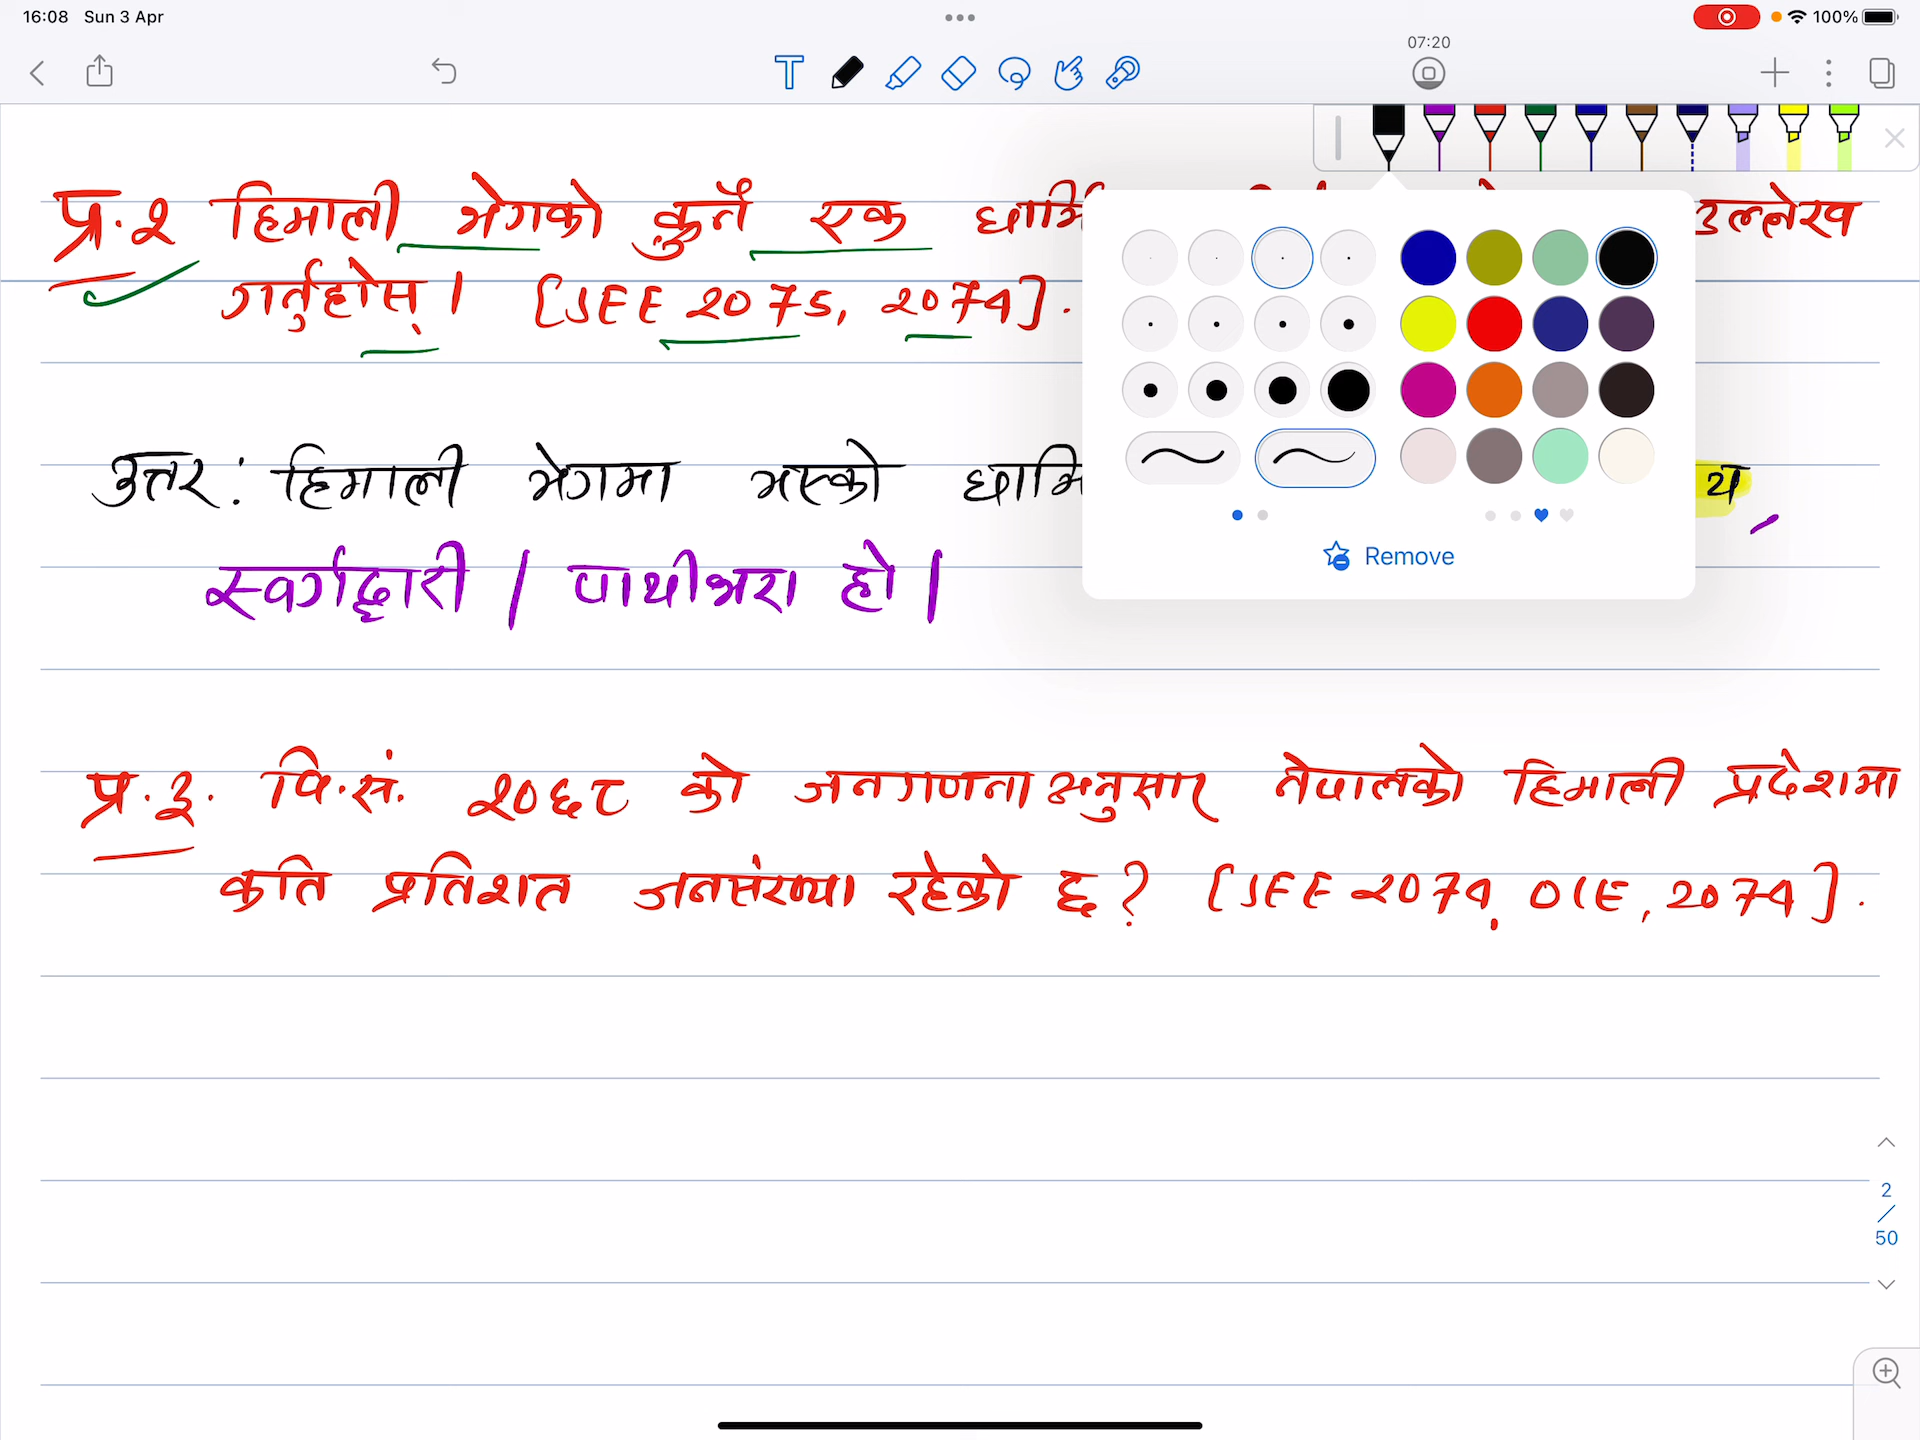 16:08 Sun 3 Apr
100%
07:20
प्र.२ हिमाली भेगको कुनै एक धार्मि उल्लेख
गर्नुहोस् । [SEE 2075, 2074].
उत्तर: हिमाली भेगमा भएको धामि य
स्वर्गद्वारी / पाथीभरा हो |
Remove
प्र.३. वि.सं. २०६८ को जनगणना अनुसार नेपालको हिमाली प्रदेशमा
कति प्रतिशत जनसंख्या रहेको छ? [SEE 2074, OLE, 2074].
2
/
50